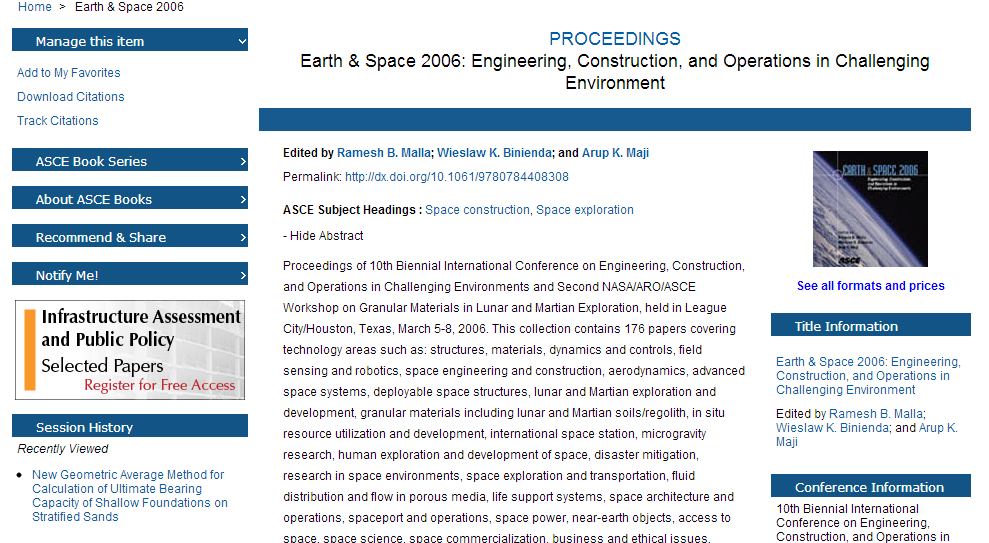 Home > Earth & Space 2006
Manage this item
Add to My Favorites
Download Citations
Track Citations
ASCE Book Series
About ASCE Books
Recommend & Share
Notify Me!
Infrastructure Assessment
and Public Policy
Selected Papers
Register for Free Access
Session History
Recently Viewed
New Geometric Average Method for
Calculation of Ultimate Bearing
Capacity of Shallow Foundations on
Stratified Sands
PROCEEDINGS
Earth & Space 2006: Engineering, Construction, and Operations in Challenging
Environment
Edited by Ramesh B. Malla; Wieslaw K. Binienda; and Arup K. Maji
Permalink: http://dx.doi.org/10.1061/9780784408308
ASCE Subject Headings : Space construction, Space exploration
- Hide Abstract
Proceedings of 10th Biennial International Conference on Engineering, Construction,
and Operations in Challenging Environments and Second NASA/ARO/ASCE
Workshop on Granular Materials in Lunar and Martian Exploration, held in League
City/Houston, Texas, March 5-8, 2006. This collection contains 176 papers covering
technology areas such as: structures, materials, dynamics and controls, field
sensing and robotics, space engineering and construction, aerodynamics, advanced
space systems, deployable space structures, lunar and Martian exploration and
development, granular materials including lunar and Martian soils/regolith, in situ
resource utilization and development, international space station, microgravity
research, human exploration and development of space, disaster mitigation,
research in space environments, space exploration and transportation, fluid
distribution and flow in porous media, life support systems, space architecture and
operations, spaceport and operations, space power, near-earth objects, access to
space, space science, space commercialization, business and ethical issues,
EARTH & SPACE 2006
ASCE
See all formats and prices
Title Information
Earth & Space 2006: Engineering,
Construction, and Operations in
Challenging Environment
Edited by Ramesh B. Malla;
Wieslaw K. Binienda; and Arup K.
Maji
Conference Information
10th Biennial International
Conference on Engineering,
Construction, and Operations in